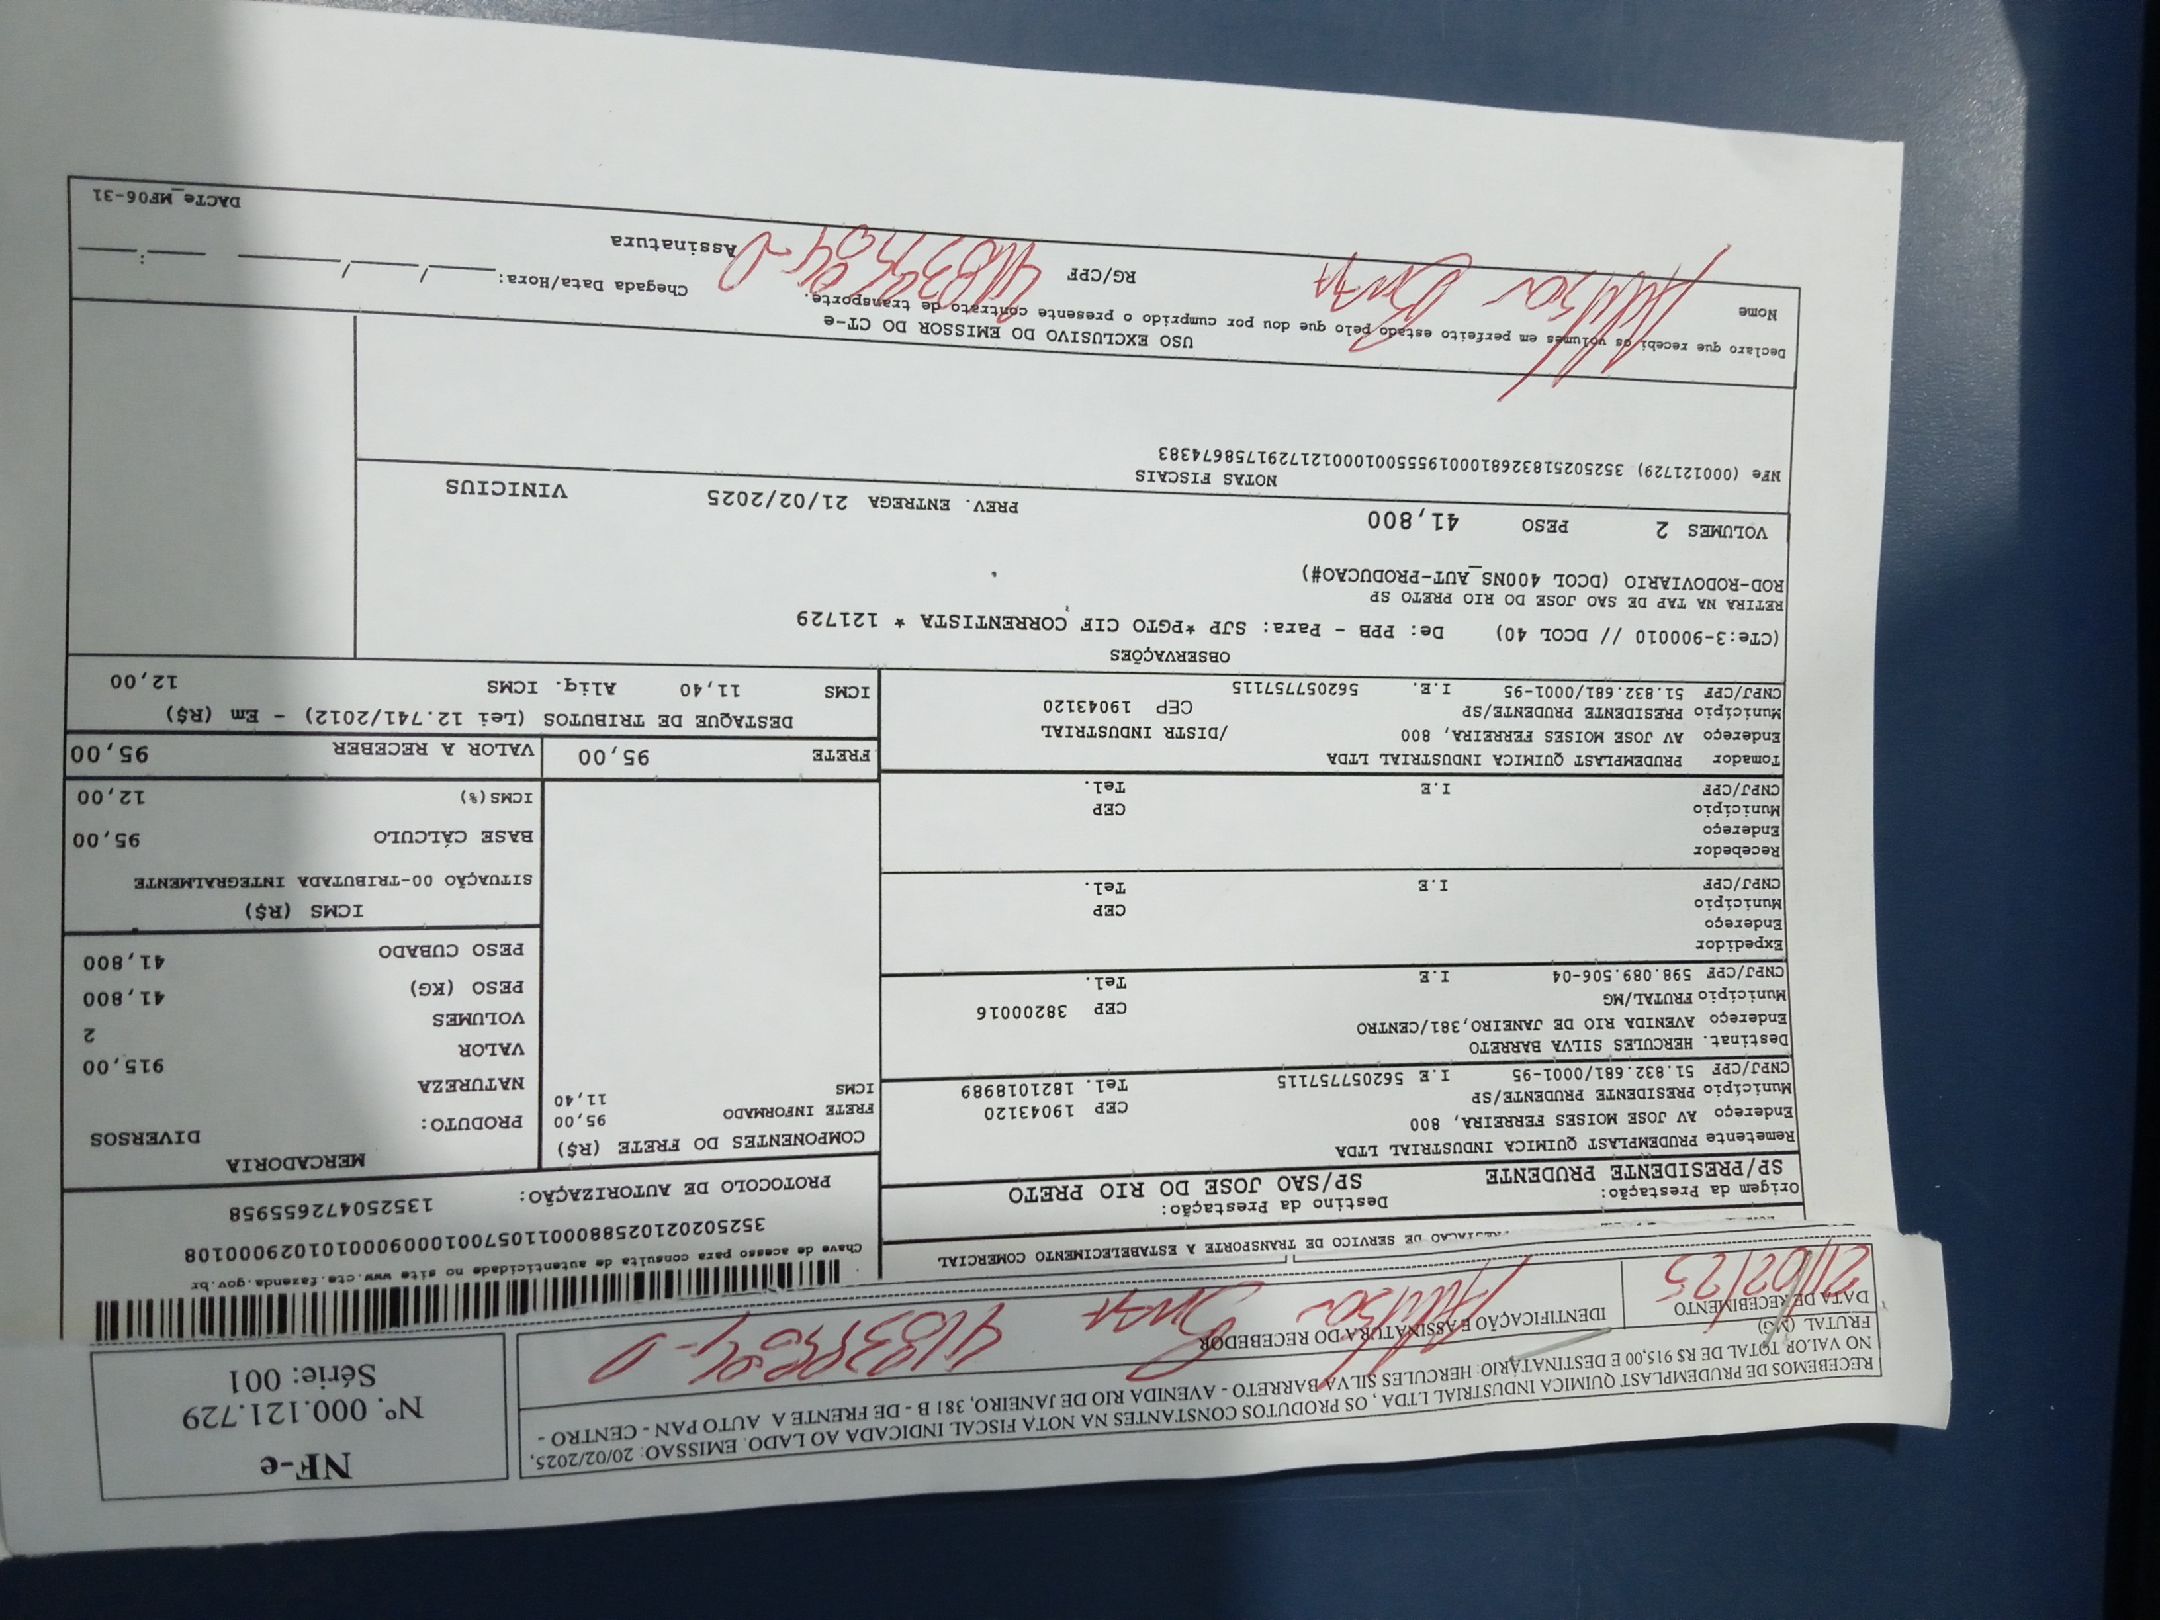 RECEBEMOS DE PRUDEMPLAST QUIMICA INDUSTRIAL LTDA , OS PRODUTOS CONSTANTES NA NOTA FISCAL INDICADA AO LADO. EMISSÃO: 20/02/2025,
NO VALOR TOTAL DE R$ 915,00 E DESTINATÁRIO: HERCULES SILVA BARRETO - AVENIDA RIO DE JANEIRO, 381 B - DE FRENTE A AUTO PAN - CENTRO -
FRUTAL (MG)
DATA DE RECEBIMENTO
21/02/25
IDENTIFICAÇÃO E ASSINATURA DO RECEBEDOR
NF-e
Nº. 000.121.729
Série: 001
DE SERVICO DE TRANSPORTE A ESTABELECIMENTO COMERCIAL
Chave de acesso para consulta de autenticidade no site www.cte.fazenda.gov.br
PROTOCOLO DE AUTORIZAÇÃO: 135250472655958
Origem da Prestação:
SP/PRESIDENTE PRUDENTE
Destino da Prestação:
SP/SAO JOSE DO RIO PRETO
Remetente PRUDEMPLAST QUIMICA INDUSTRIAL LTDA
Endereço AV JOSE MOISES FERREIRA, 800
Município PRESIDENTE PRUDENTE/SP CEP 19043120
CNPJ/CPF 51.832.681/0001-95 I.E 562057757115 Tel. 1821018989
Destinat. HERCULES SILVA BARRETO
Endereço AVENIDA RIO DE JANEIRO,381/CENTRO
Município FRUTAL/MG CEP 38200016
CNPJ/CPF 598.089.506-04 I.E Tel.
Expedidor
Endereço
Município CEP
CNPJ/CPF I.E Tel.
Recebedor
Endereço
Município CEP
CNPJ/CPF I.E Tel.
Tomador PRUDEMPLAST QUIMICA INDUSTRIAL LTDA
Endereço AV JOSE MOISES FERREIRA, 800 /DISTR INDUSTRIAL
Município PRESIDENTE PRUDENTE/SP CEP 19043120
CNPJ/CPF 51.832.681/0001-95 I.E. 562057757115
COMPONENTES DO FRETE (R$)
FRETE INFORMADO 95,00
ICMS 11,40
MERCADORIA
PRODUTO: DIVERSOS
NATUREZA
VALOR 915,00
VOLUMES 2
PESO (KG) 41,800
PESO CUBADO 41,800
ICMS (R$)
SITUAÇÃO 00-TRIBUTADA INTEGRALMENTE
BASE CÁLCULO 95,00
ICMS(%) 12,00
FRETE 95,00
VALOR A RECEBER 95,00
DESTAQUE DE TRIBUTOS (Lei 12.741/2012) - Em (R$)
ICMS 11,40 Aliq. ICMS 12,00
OBSERVAÇÕES
(CTe:3-900010 // DCOL 40) De: PPB - Para: SJP *PGTO CIF CORRENTISTA * 121729
RETIRA NA TAP DE SAO JOSE DO RIO PRETO SP
ROD-RODOVIARIO (DCOL 400NS_AUT-PRODUCAO#)
VOLUMES 2 PESO 41,800 PREV. ENTREGA 21/02/2025 VINICIUS
NOTAS FISCAIS
NFe (000121729) 35250251832681000195550010001217291758674383
USO EXCLUSIVO DO EMISSOR DO CT-e
Declaro que recebi os volumes em perfeito estado pelo que dou por cumprido o presente contrato de transporte.
Nome RG/CPF Assinatura Chegada Data/Hora: ____/____/____ ____:____
DACTe_MF06-31